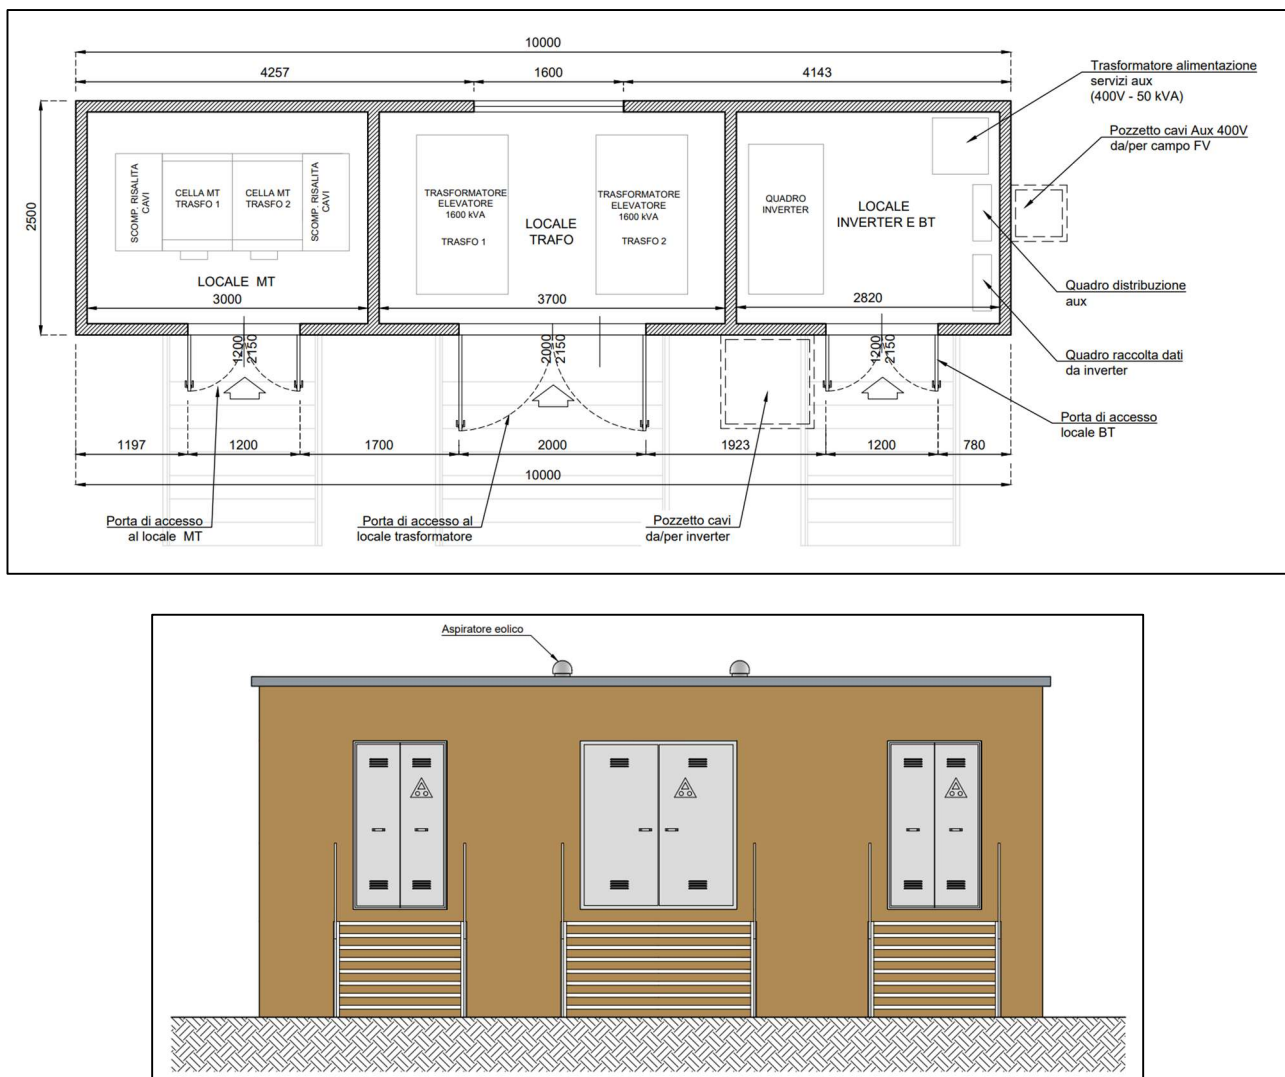 10000
4257
1600
4143
Trasformatore alimentazione
servizi aux
(400V - 50 kVA)
Pozzetto cavi Aux 400V
da/per campo FV
2500
SCOMP. RISALITA
CAVI
CELLA MT
TRASFO 1
CELLA MT
TRASFO 2
SCOMP. RISALITA
CAVI
TRASFORMATORE
ELEVATORE
1600 kVA
TRASFO 1
LOCALE
TRAFO
TRASFORMATORE
ELEVATORE
1600 kVA
TRASFO 2
QUADRO
INVERTER
LOCALE
INVERTER E BT
LOCALE MT
3000
3700
2820
Quadro distribuzione
aux
Quadro raccolta dati
da inverter
1200
2150
2000
2150
1200
2150
Porta di accesso
locale BT
1197
1200
1700
2000
1923
1200
780
10000
Porta di accesso
al locale MT
Porta di accesso al
locale trasformatore
Pozzetto cavi
da/per inverter
Aspiratore eolico